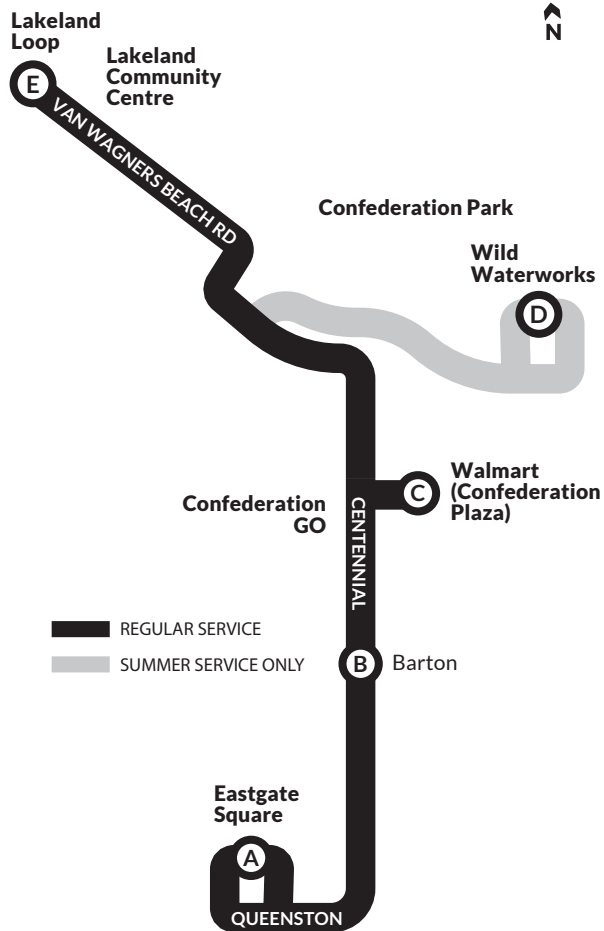 Lakeland
Loop
N
Lakeland
Community
Centre
E
VAN WAGNERS BEACH RD
Confederation Park
Wild
Waterworks
D
Walmart
(Confederation
Plaza)
C
Confederation
GO
CENTENNIAL
REGULAR SERVICE
SUMMER SERVICE ONLY
B
Barton
Eastgate
Square
A
QUEENSTON